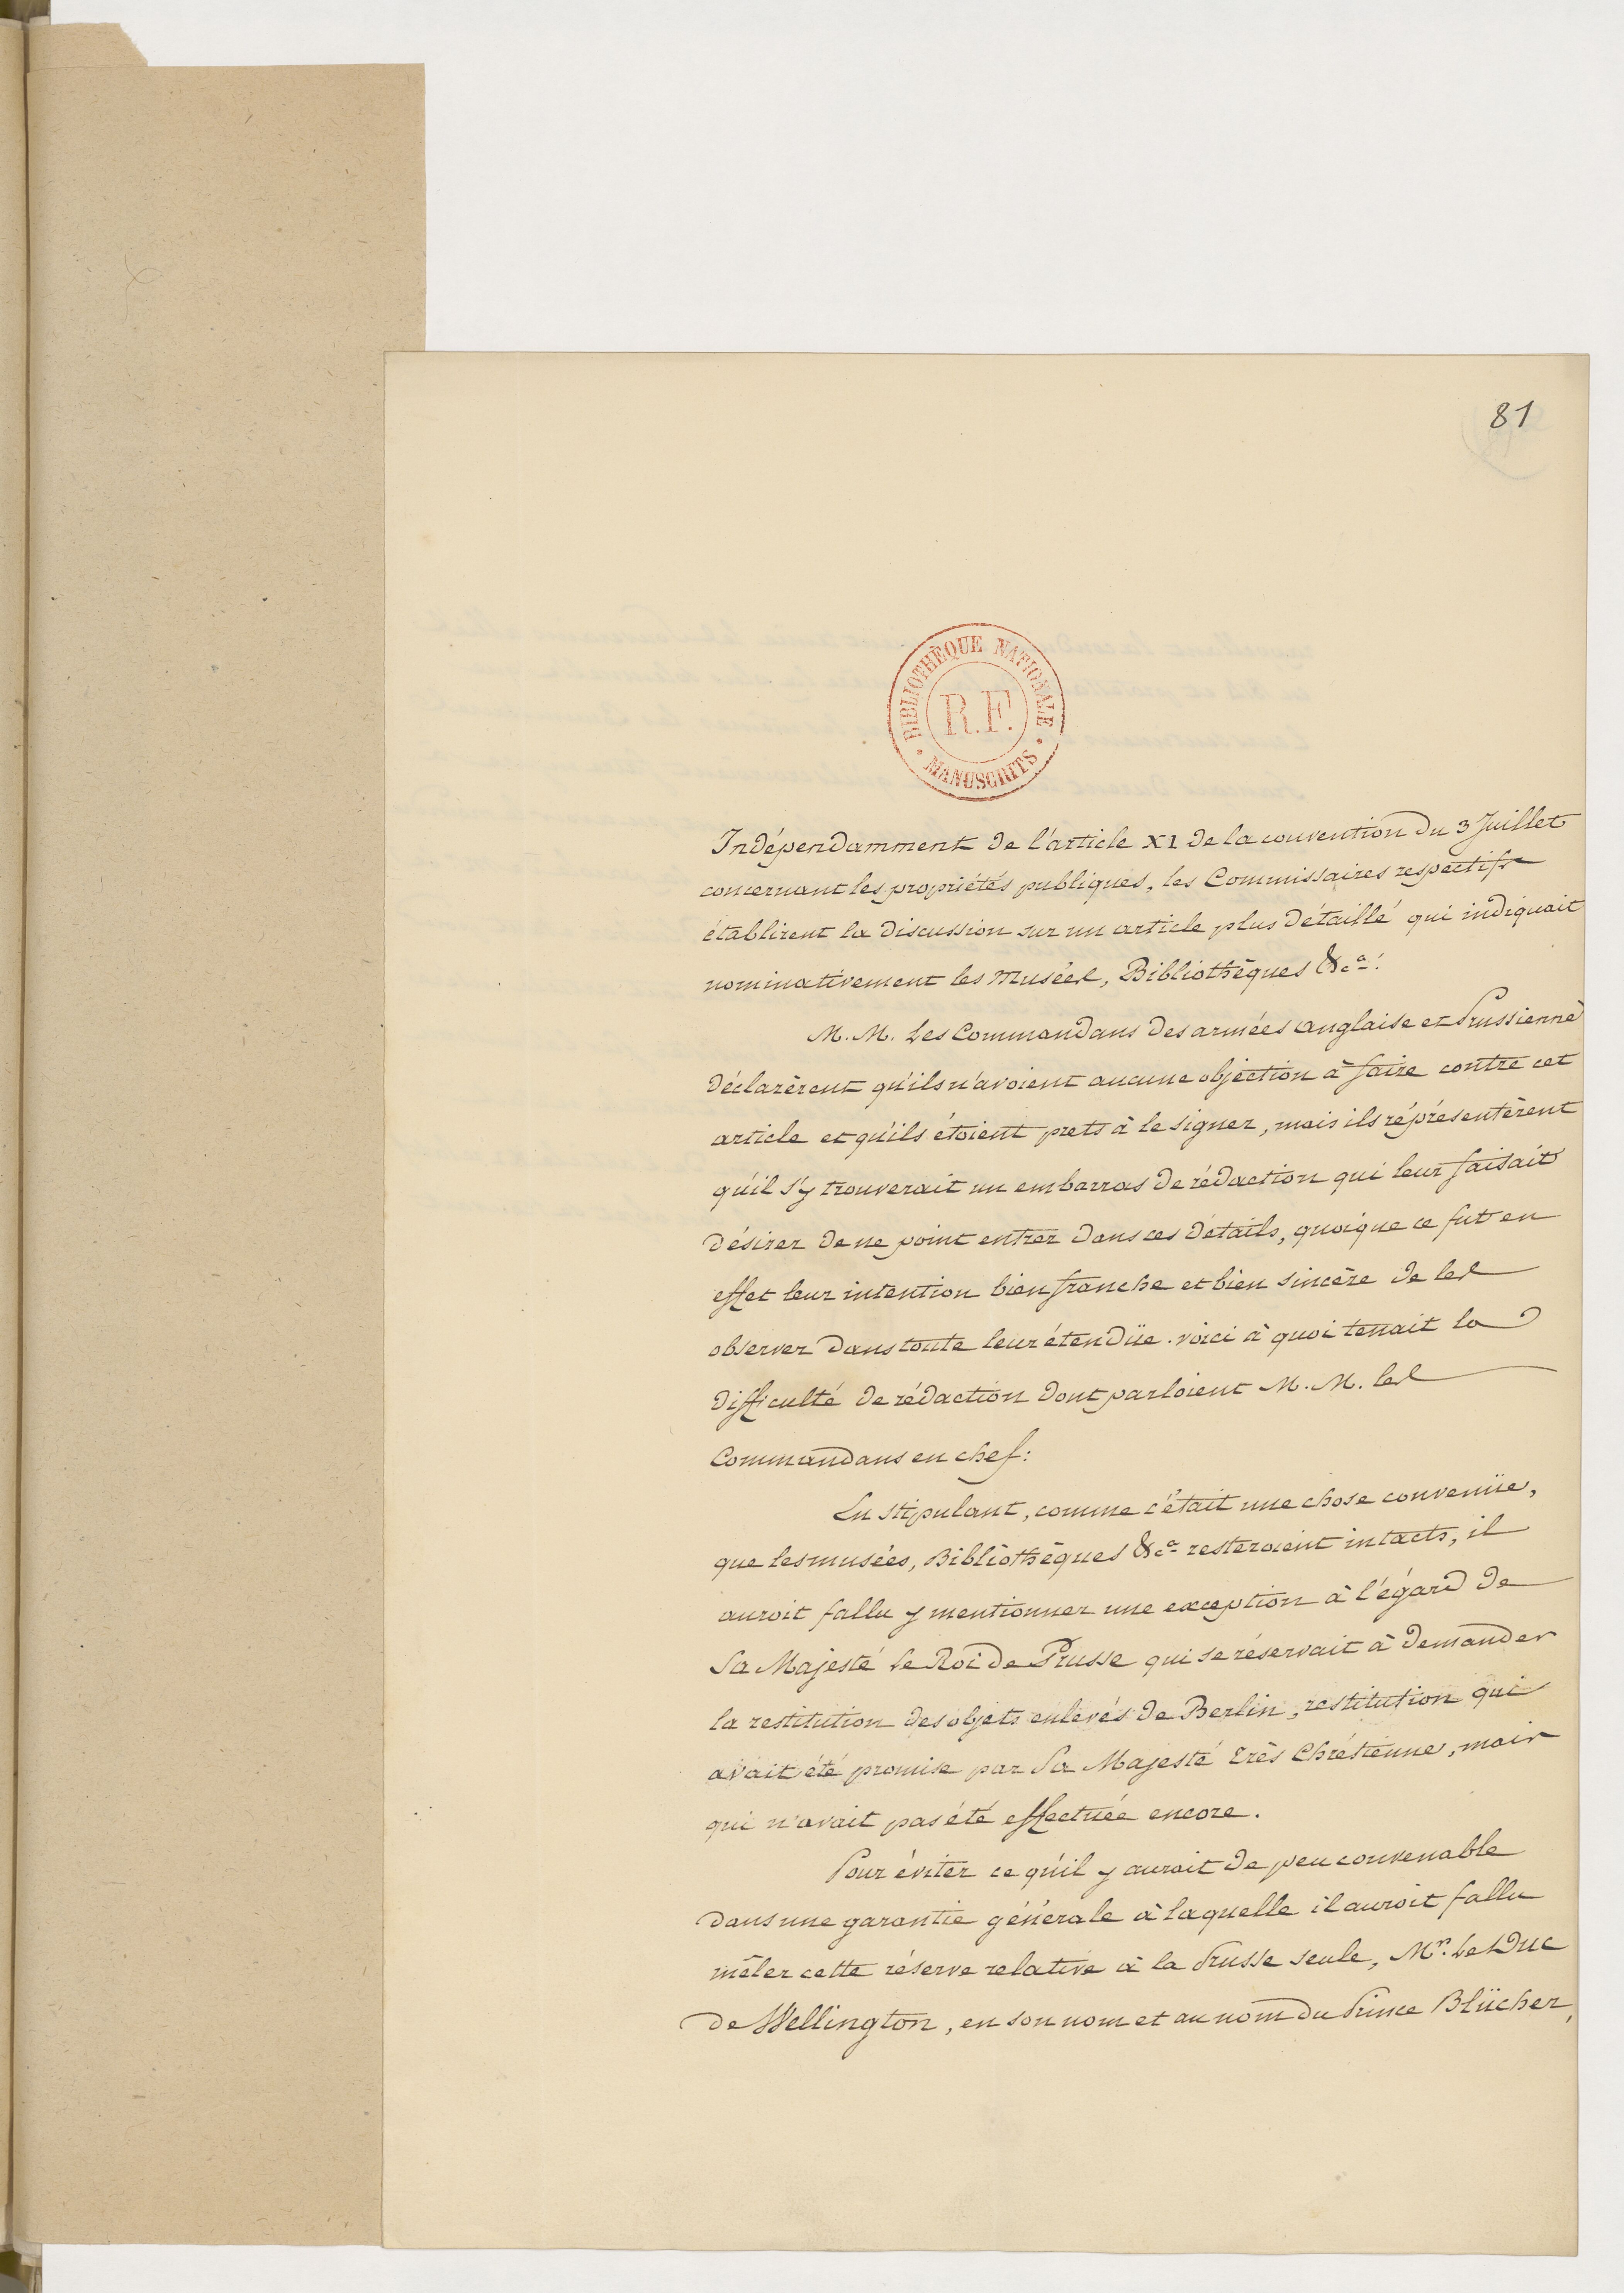 81
BIBLIOTHÈQUE NATIONALE
R.F.
MANUSCRITS
Indépendamment de l'article XI de la convention du 3 Juillet
concernant les propriétés publiques, les Commissaires respectifs
établirent la discussion sur un article plus détaillé qui indiquait
nominativement les Musées, Bibliothèques &ca.
M.M. Les Commandans des armées anglaise et Prussienne
déclarèrent qu'ils n'avoient aucune objection à faire contre cet
article et qu'ils étoient prets à le signer, mais ils réprésentèrent
qu'il s'y trouverait un embarras de rédaction qui leur faisait
désirer de ne point entrer dans ces détails, quoique ce fut en
effet leur intention bien franche et bien sincère de les
observer dans toute leur étendüe. voici à quoi tenait la
difficulté de rédaction dont parloient M.M. les
Commandans en chef:
En stipulant, comme c'était une chose convenüe,
que les musées, Bibliothèques &ca resteroient intacts, il
auroit fallu y mentionner une exception à l'égard de
Sa Majesté le Roi de Prusse qui se réservait à demander
la restitution des objets enlevés de Berlin, restitution qui
avait été promise par Sa Majesté très Chrétienne, mais
qui n'avait pas été effectuée encore.
Pour éviter ce qu'il y auroit de peu convenable
dans une garantie générale à laquelle il auroit fallu
mêler cette réserve relative à la Prusse seule, Mr. Le Duc
de Wellington, en son nom et au nom du Prince Blücher,